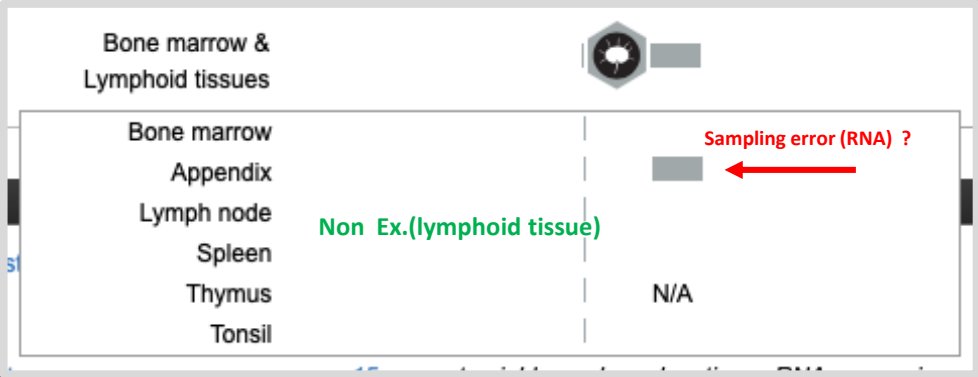 Bone marrow &
Lymphoid tissues
Bone marrow
Sampling error (RNA) ?
Appendix
Lymph node
Non Ex.(lymphoid tissue)
Spleen
Thymus N/A
Tonsil